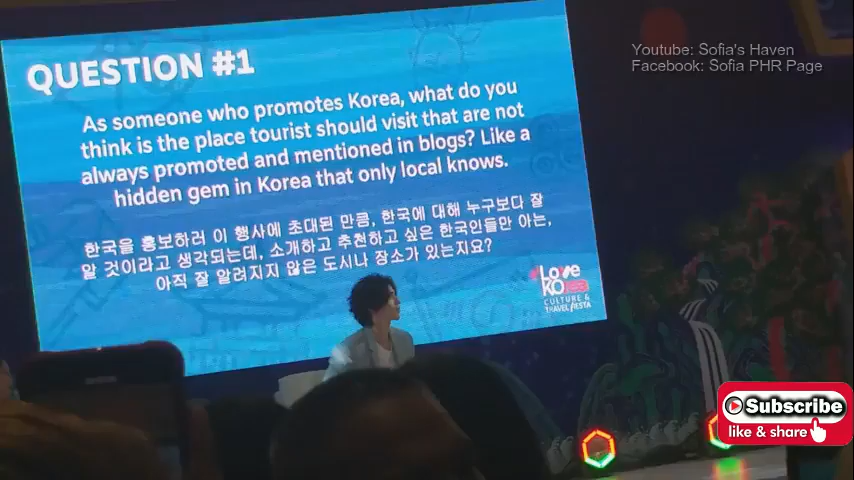 Youtube: Sofia's Haven
Facebook: Sofia PHR Page
QUESTION #1
As someone who promotes Korea, what do you
think is the place tourist should visit that are not
always promoted and mentioned in blogs? Like a
hidden gem in Korea that only local knows.
한국을 홍보하러 이 행사에 초대된 만큼, 한국에 대해 누구보다 잘
알 것이라고 생각되는데, 소개하고 추천하고 싶은 한국인들만 아는,
아직 잘 알려지지 않은 도시나 장소가 있는지요?
Love
KO
CULTURE &
TRAVEL FIESTA
Subscribe
like & share